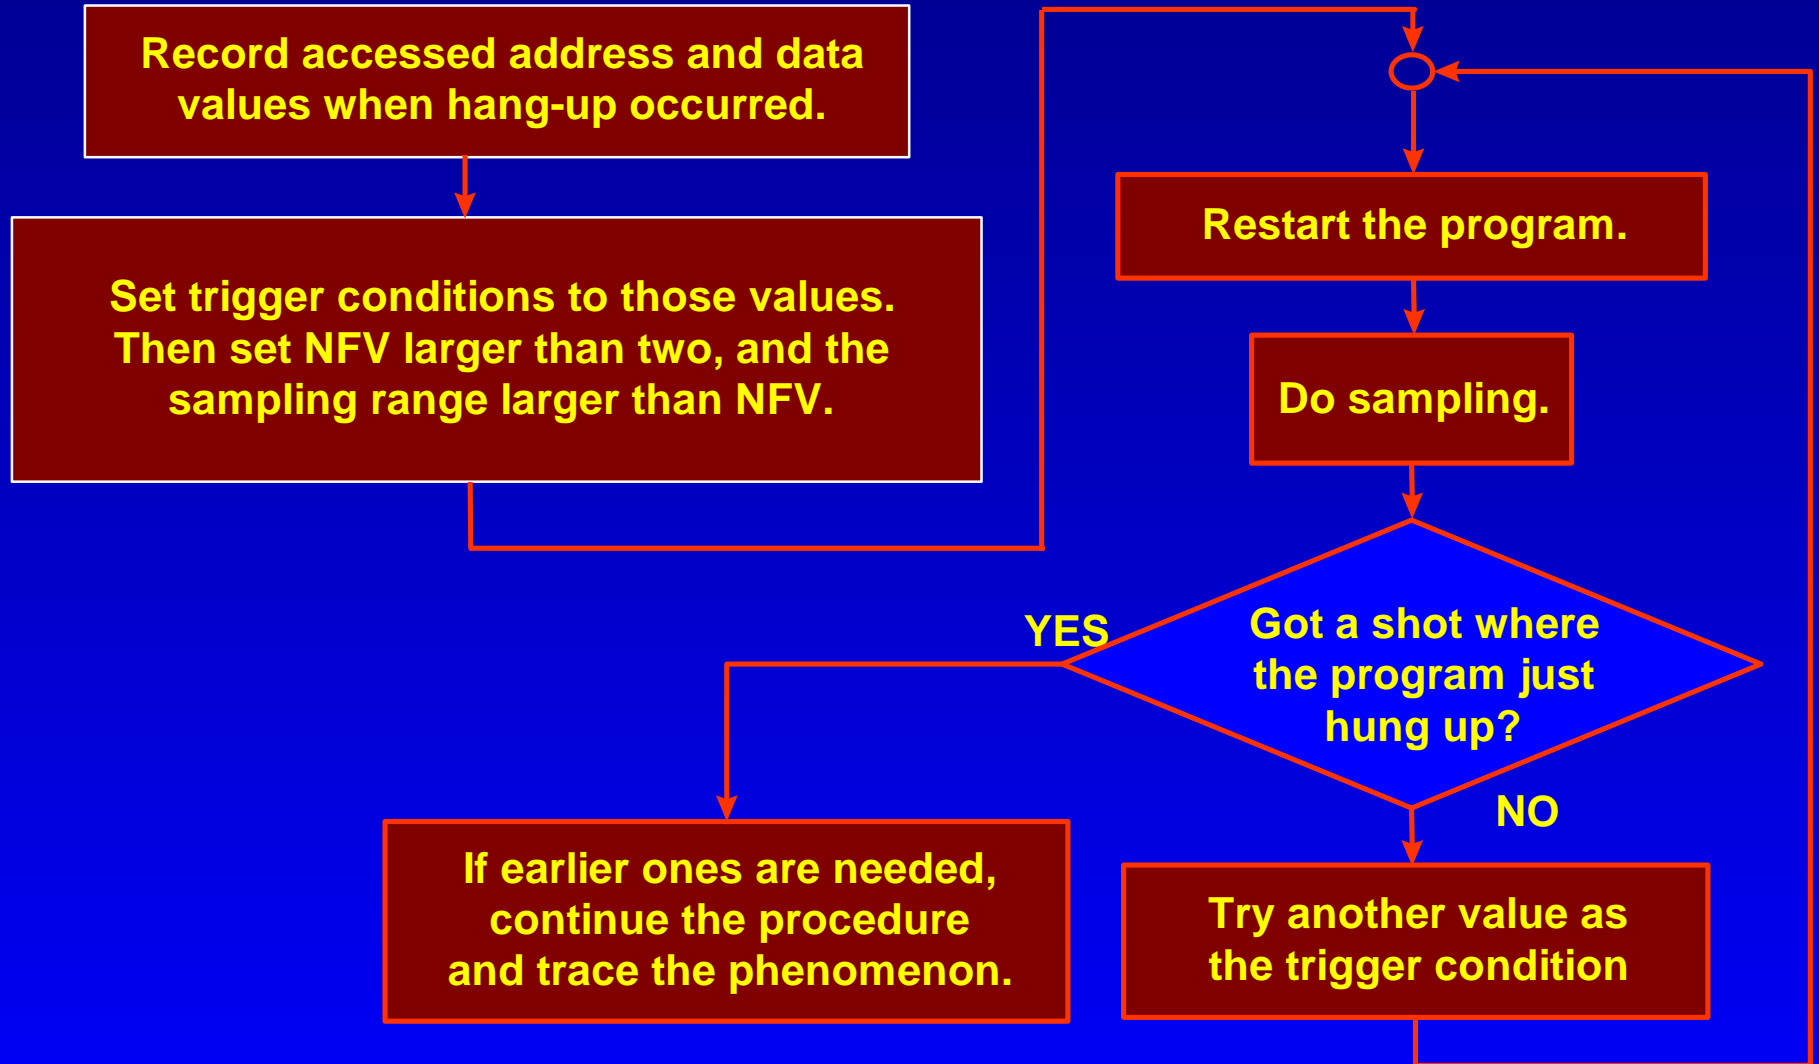 Record accessed address and data
values when hang-up occurred.
Set trigger conditions to those values.
Then set NFV larger than two, and the
sampling range larger than NFV.
Restart the program.
Do sampling.
Got a shot where
the program just
hung up?
YES
NO
If earlier ones are needed,
continue the procedure
and trace the phenomenon.
Try another value as
the trigger condition